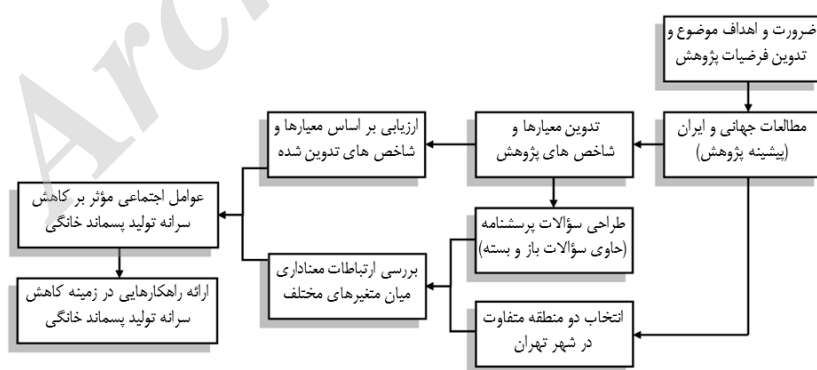 ضرورت و اهداف موضوع و
تدوین فرضیات پژوهش
مطالعات جهانی و ایران
(پیشینه پژوهش)
تدوین معیارها و
شاخص های پژوهش
ارزیابی بر اساس معیارها و
شاخص های تدوین شده
طراحی سؤالات پرسشنامه
(حاوی سؤالات باز و بسته)
انتخاب دو منطقه متفاوت
در شهر تهران
بررسی ارتباطات معناداری
میان متغیرهای مختلف
عوامل اجتماعی مؤثر بر کاهش
سرانه تولید پسماند خانگی
ارائه راهکارهایی در زمینه کاهش
سرانه تولید پسماند خانگی